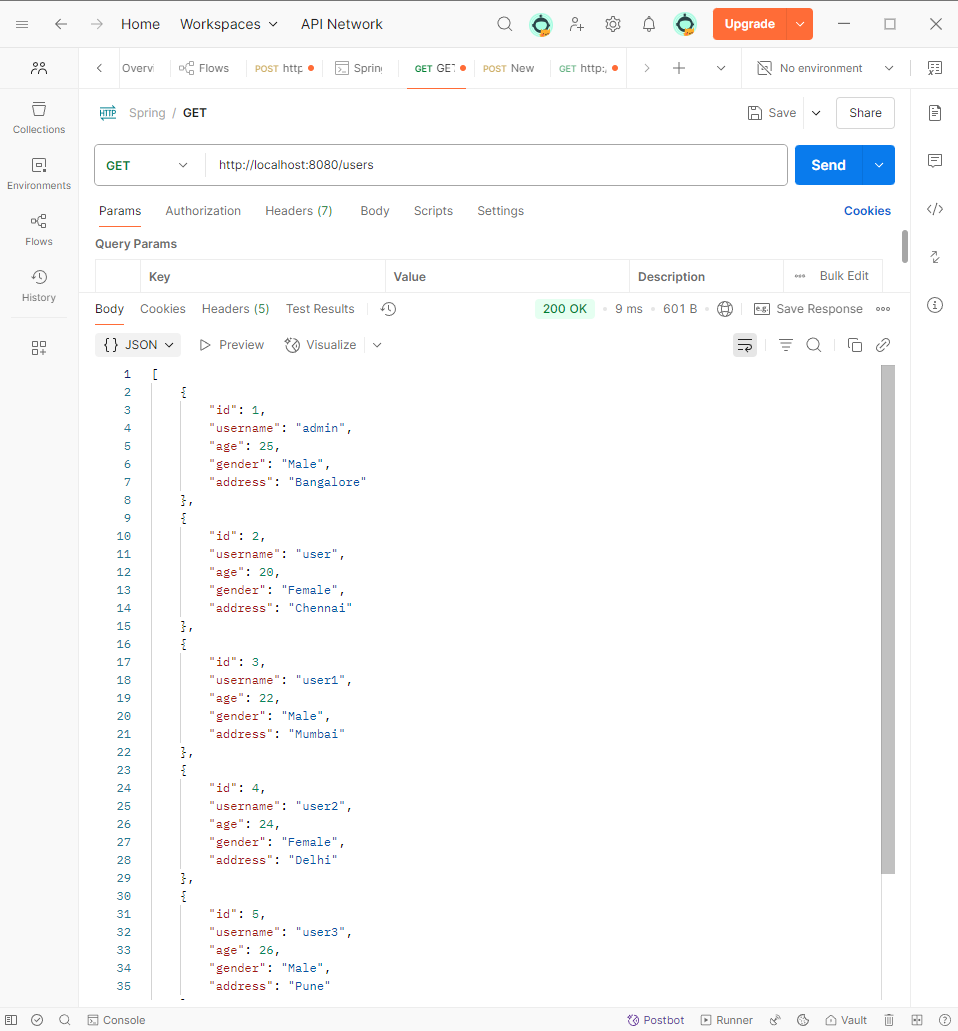 Home Workspaces API Network Upgrade
Overvi Flows POST http GET GET POST New GET http:, No environment
HTTP Spring / GET Save Share
Collections
GET http://localhost:8080/users Send
Environments
Params Authorization Headers (7) Body Scripts Settings Cookies
Flows
Query Params
Key Value Description Bulk Edit
History
Body Cookies Headers (5) Test Results 200 OK 9 ms 601 B e.g. Save Response
{} JSON Preview Visualize
1 [
2 {
3 "id": 1,
4 "username": "admin",
5 "age": 25,
6 "gender": "Male",
7 "address": "Bangalore"
8 },
9 {
10 "id": 2,
11 "username": "user",
12 "age": 20,
13 "gender": "Female",
14 "address": "Chennai"
15 },
16 {
17 "id": 3,
18 "username": "user1",
19 "age": 22,
20 "gender": "Male",
21 "address": "Mumbai"
22 },
23 {
24 "id": 4,
25 "username": "user2",
26 "age": 24,
27 "gender": "Female",
28 "address": "Delhi"
29 },
30 {
31 "id": 5,
32 "username": "user3",
33 "age": 26,
34 "gender": "Male",
35 "address": "Pune"
Console Postbot Runner Vault